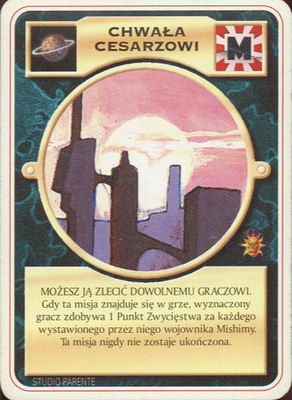 CHWAŁA
CESARZOWI
M
MOŻESZ JĄ ZLECIĆ DOWOLNEMU GRACZOWI.
Gdy ta misja znajduje się w grze, wyznaczony
gracz zdobywa 1 Punkt Zwycięstwa za każdego
wystawionego przez niego wojownika Mishimy.
Ta misja nigdy nie zostaje ukończona.
STUDIO PARENTE